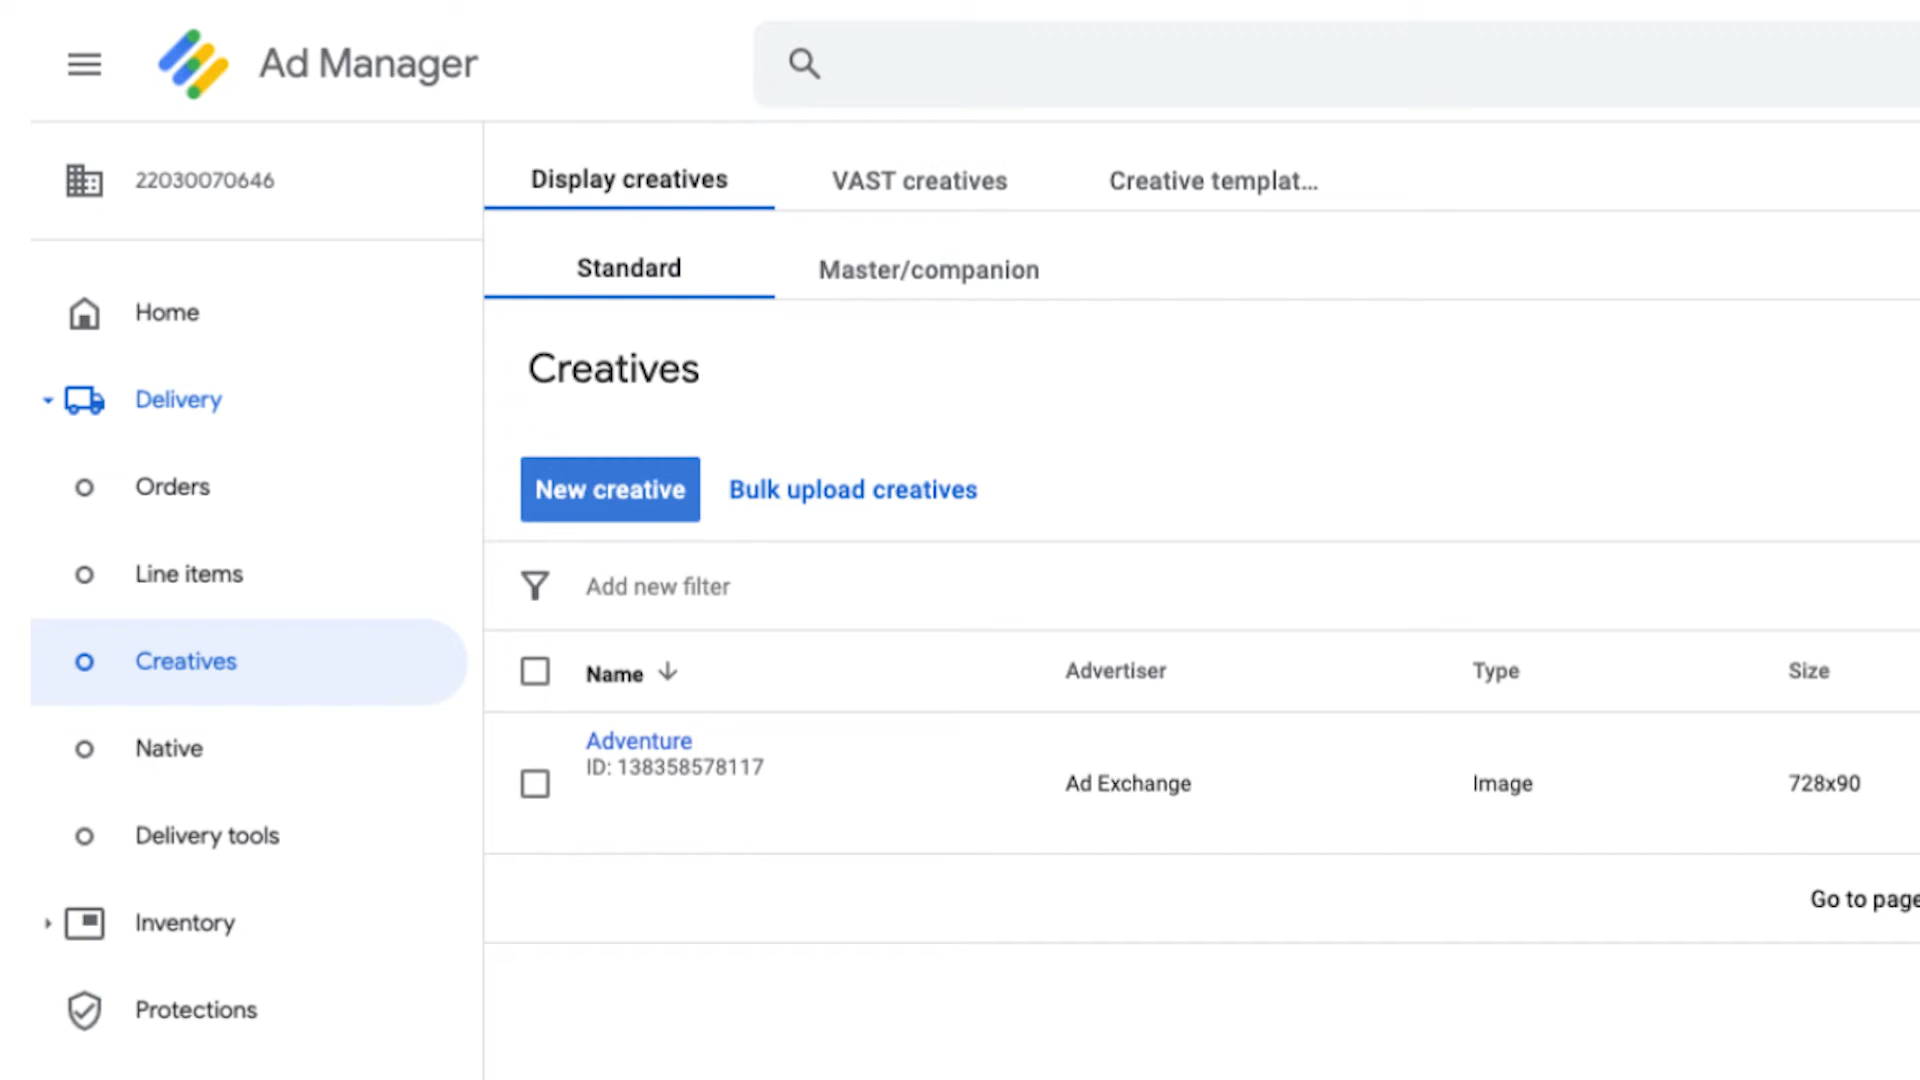 Ad Manager
22030070646
Home
Delivery
Orders
Line items
Creatives
Native
Delivery tools
Inventory
Protections
Display creatives
VAST creatives
Creative templat...
Standard
Master/companion
Creatives
New creative
Bulk upload creatives
Add new filter
Name
Advertiser
Type
Size
Adventure
ID: 138358578117
Ad Exchange
Image
728x90
Go to page